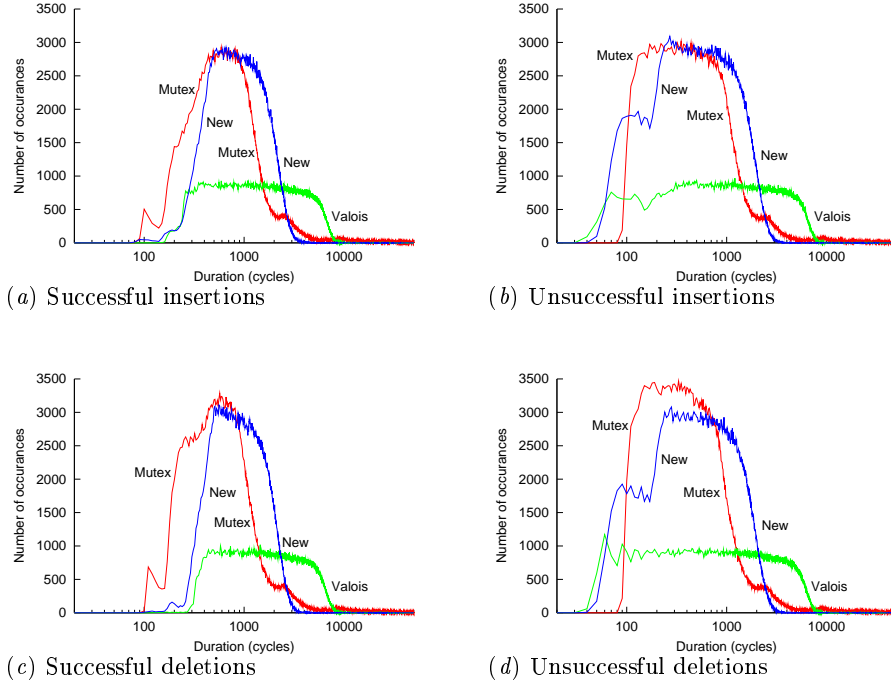 3500
3000
2500
2000
1500
1000
500
0
Number of occurances
100
1000
10000
Duration (cycles)
Mutex
New
Mutex
New
Valois
(a) Successful insertions
3500
3000
2500
2000
1500
1000
500
0
Number of occurances
100
1000
10000
Duration (cycles)
Mutex
New
Mutex
New
Valois
(b) Unsuccessful insertions
3500
3000
2500
2000
1500
1000
500
0
Number of occurances
100
1000
10000
Duration (cycles)
Mutex
New
Mutex
New
Valois
(c) Successful deletions
3500
3000
2500
2000
1500
1000
500
0
Number of occurances
100
1000
10000
Duration (cycles)
Mutex
New
Mutex
New
Valois
(d) Unsuccessful deletions